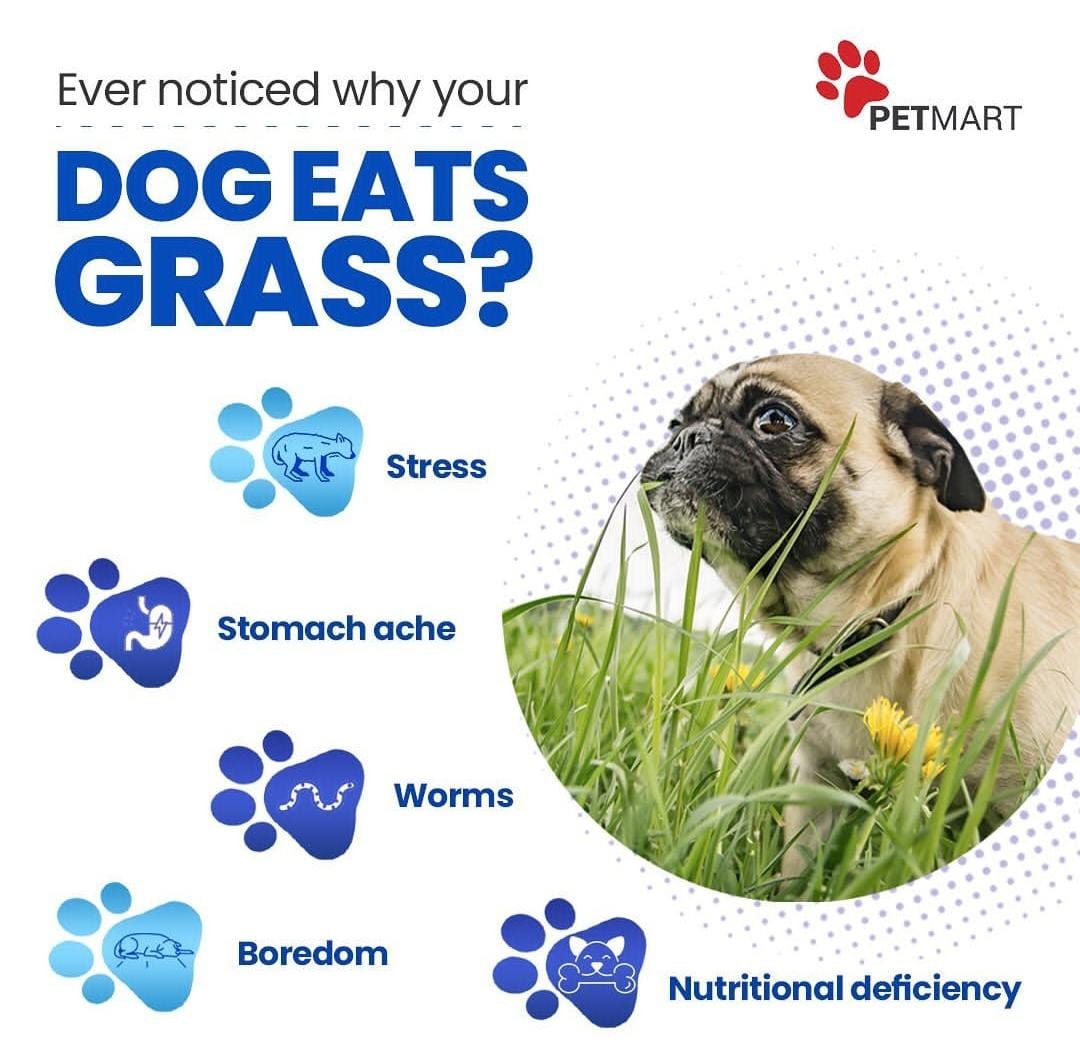 Ever noticed why your
DOG EATS
GRASS?
PETMART
Stress
Stomach ache
Worms
Boredom
Nutritional deficiency